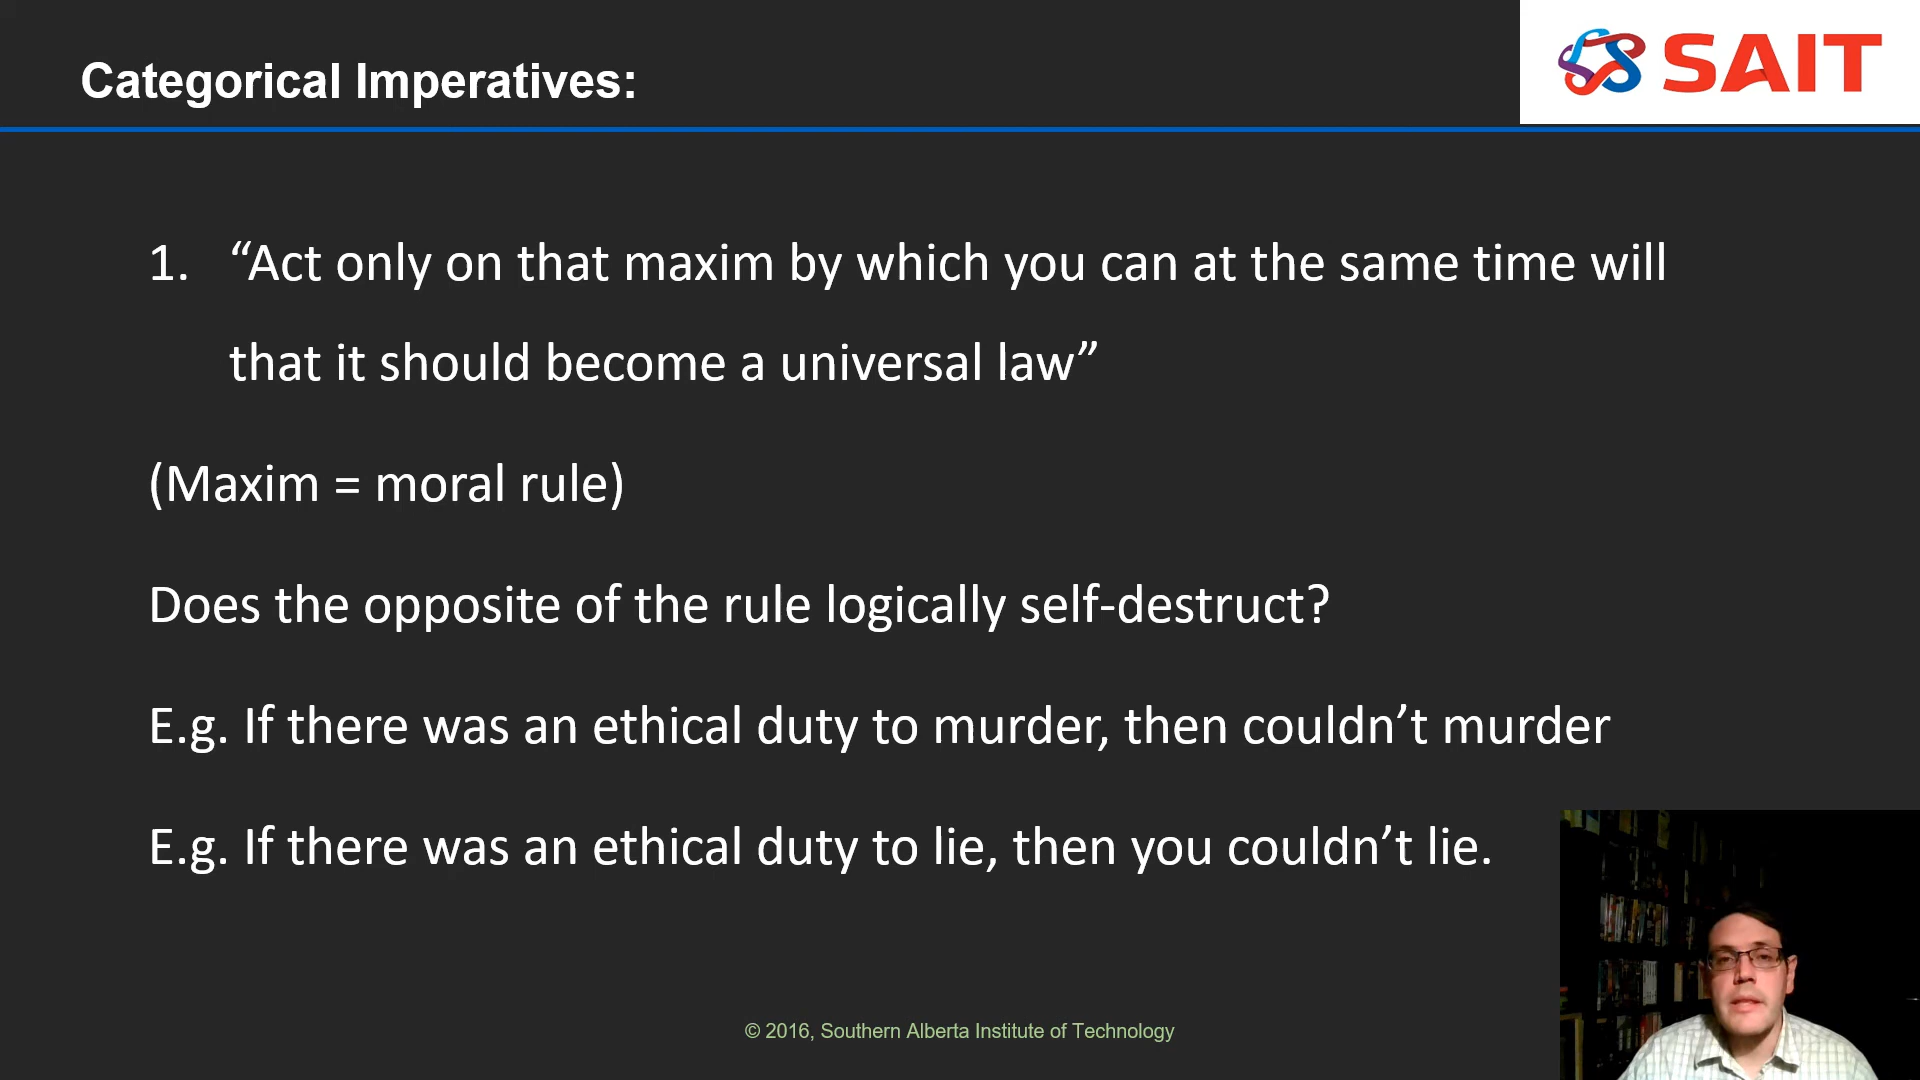 Categorical Imperatives:
SAIT
1. “Act only on that maxim by which you can at the same time will
that it should become a universal law”
(Maxim = moral rule)
Does the opposite of the rule logically self-destruct?
E.g. If there was an ethical duty to murder, then couldn’t murder
E.g. If there was an ethical duty to lie, then you couldn’t lie.
© 2016, Southern Alberta Institute of Technology